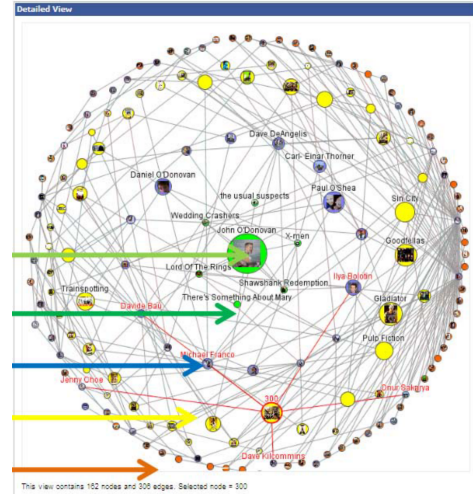 Detailed View
Dave DeAngelis
Carl- Einar Thorner
Daniel O'Donovan
Paul O'Shea
the usual suspects
Sin City
Wedding Crashers
John O'Donovan
X-men
Goodfellas
Lord Of The Rings
Ilya Bolotin
Shawshank Redemption
Trainspotting
There's Something About Mary
Gladiator
Davide Bau
Pulp Fiction
Michael Franco
Jenny Choe
300
Onur Sakarya
Dave Kilcommins
This view contains 162 nodes and 306 edges. Selected node = 300